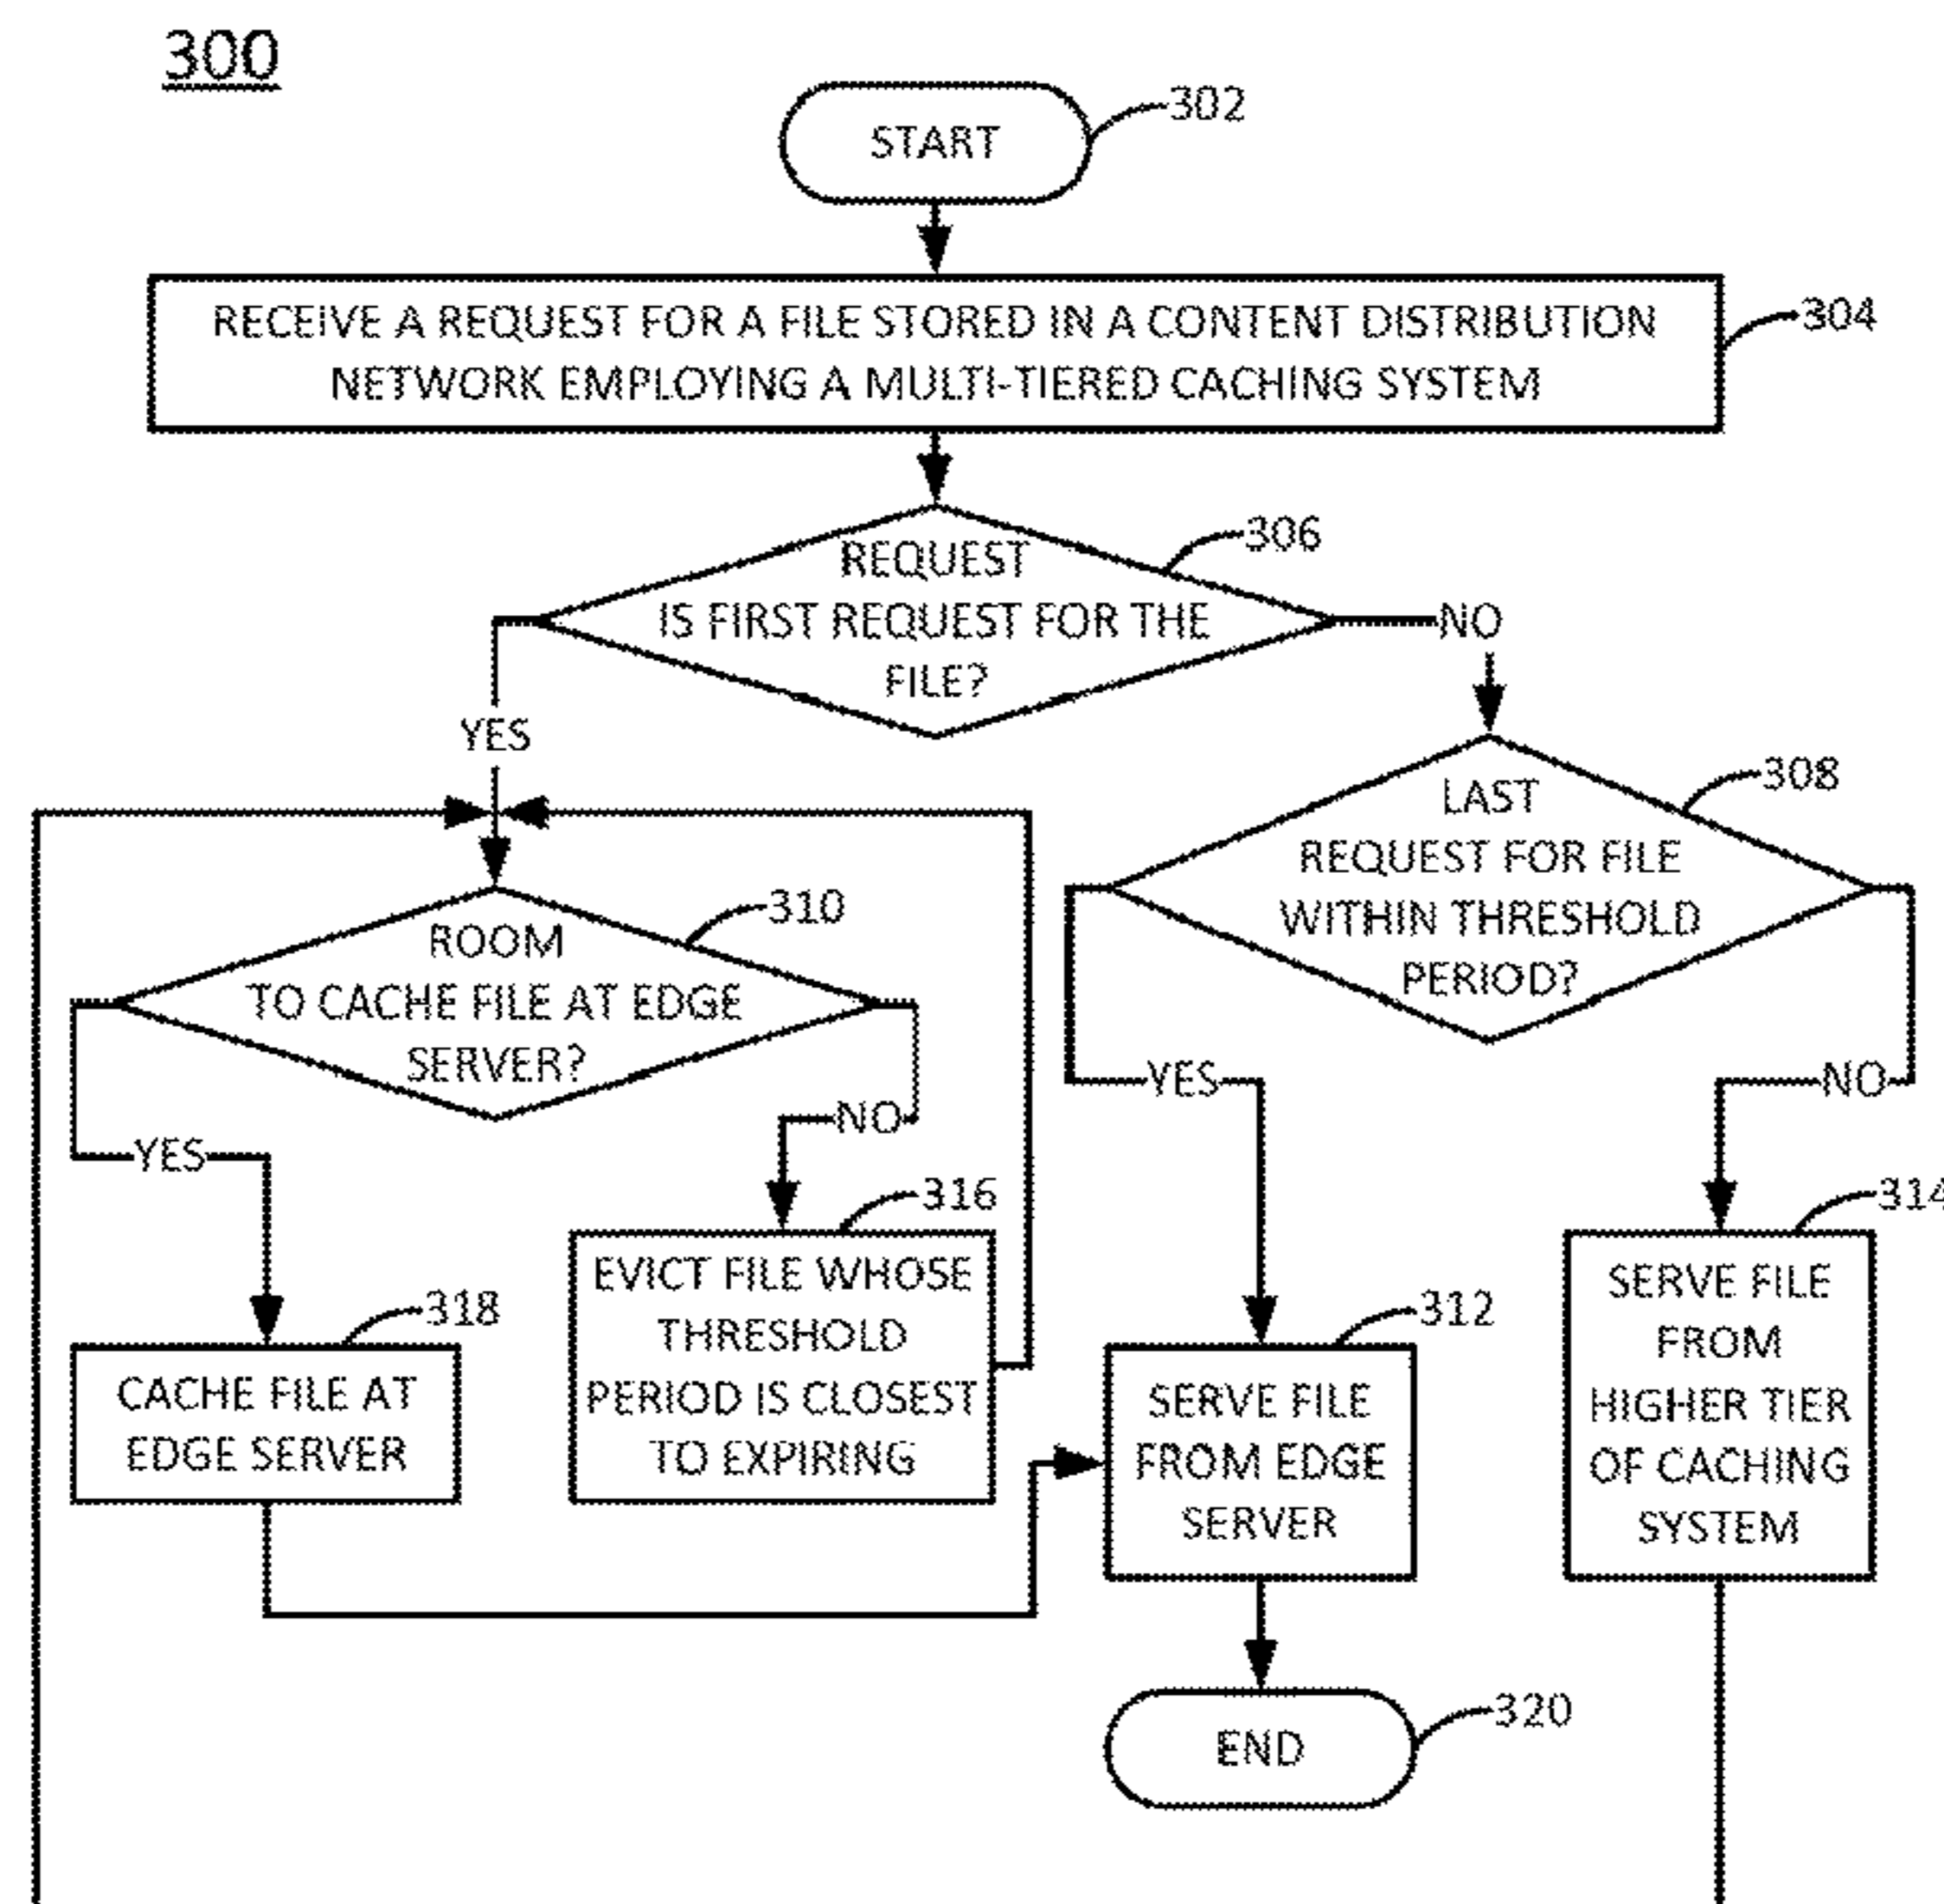 300
START
302
RECEIVE A REQUEST FOR A FILE STORED IN A CONTENT DISTRIBUTION
NETWORK EMPLOYING A MULTI-TIERED CACHING SYSTEM
304
REQUEST
IS FIRST REQUEST FOR THE
FILE?
306
YES
NO
LAST
REQUEST FOR FILE
WITHIN THRESHOLD
PERIOD?
308
ROOM
TO CACHE FILE AT EDGE
SERVER?
310
YES
NO
YES
NO
EVICT FILE WHOSE
THRESHOLD
PERIOD IS CLOSEST
TO EXPIRING
316
SERVE FILE
FROM
HIGHER TIER
OF CACHING
SYSTEM
314
CACHE FILE AT
EDGE SERVER
318
SERVE FILE
FROM EDGE
SERVER
312
END
320